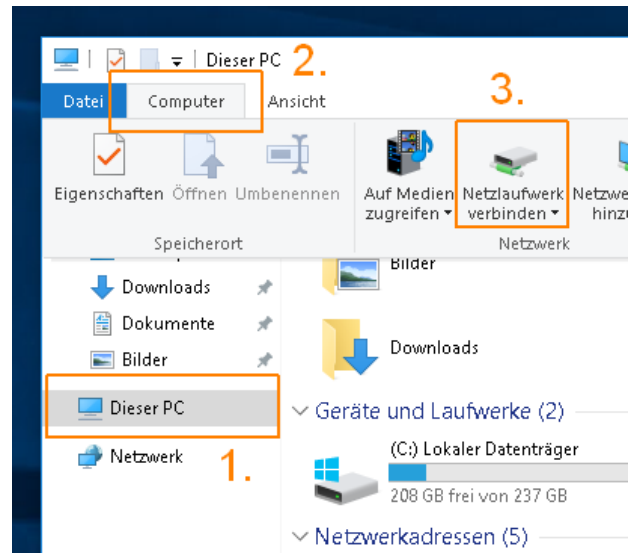 Dieser PC
2.
Datei Computer Ansicht
3.
Eigenschaften Öffnen Umbenennen
Auf Medien zugreifen
Netzlaufwerk verbinden
Speicherort
Netzwerk
Downloads
Dokumente
Bilder
Dieser PC
Netzwerk
1.
Bilder
Downloads
Geräte und Laufwerke (2)
(C:) Lokaler Datenträger
208 GB frei von 237 GB
Netzwerkadressen (5)